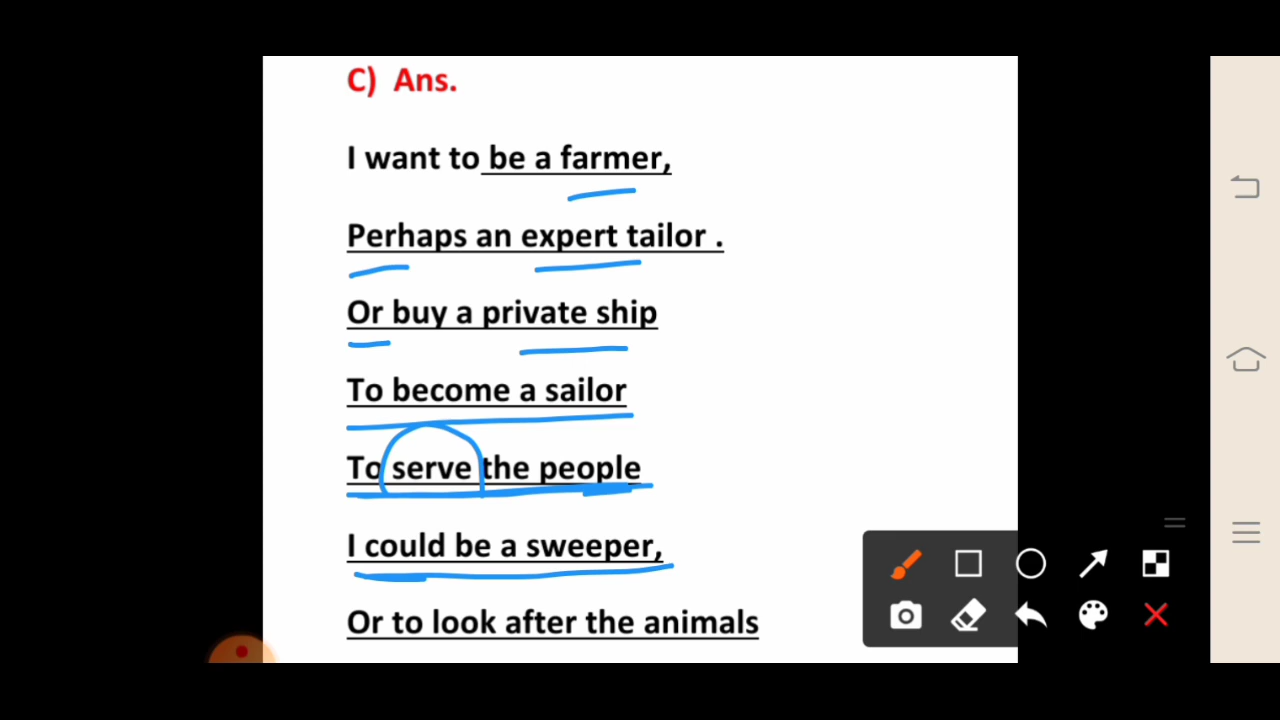 C) Ans.
I want to be a farmer,
Perhaps an expert tailor .
Or buy a private ship
To become a sailor
To serve the people
I could be a sweeper,
Or to look after the animals